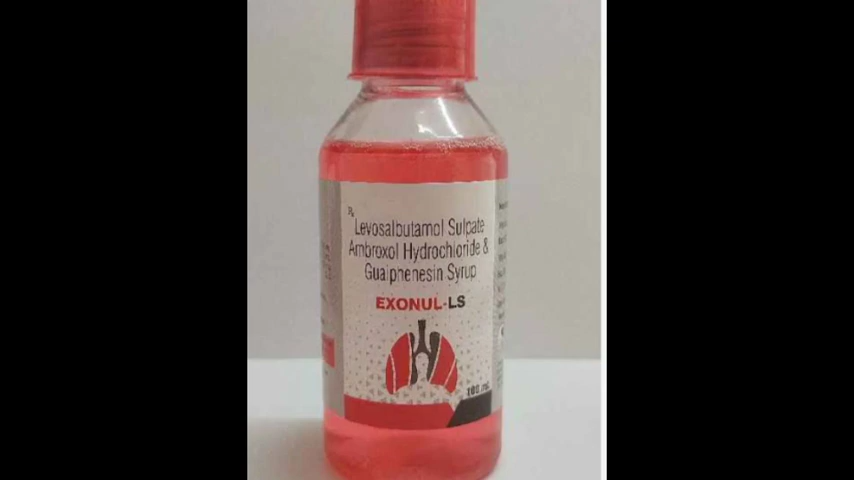 Rx
Levosalbutamol Sulpate
Ambroxol Hydrochloride &
Guaiphenesin Syrup
EXONUL-LS
100 ml